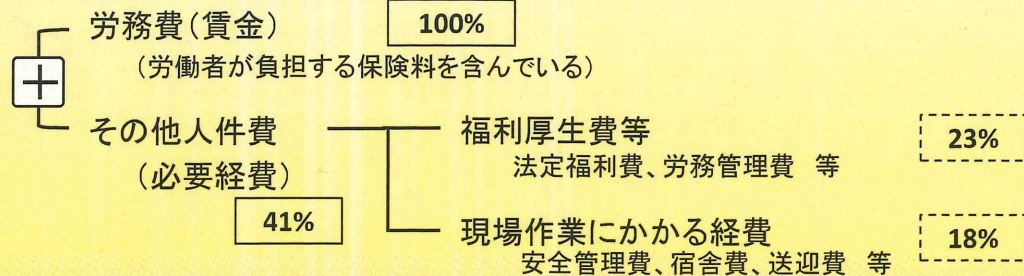 労務費(賃金) 100%
(労働者が負担する保険料を含んでいる)
+
その他人件費 福利厚生費等 23%
(必要経費) 法定福利費、労務管理費 等
41%
現場作業にかかる経費 18%
安全管理費、宿舎費、送迎費 等